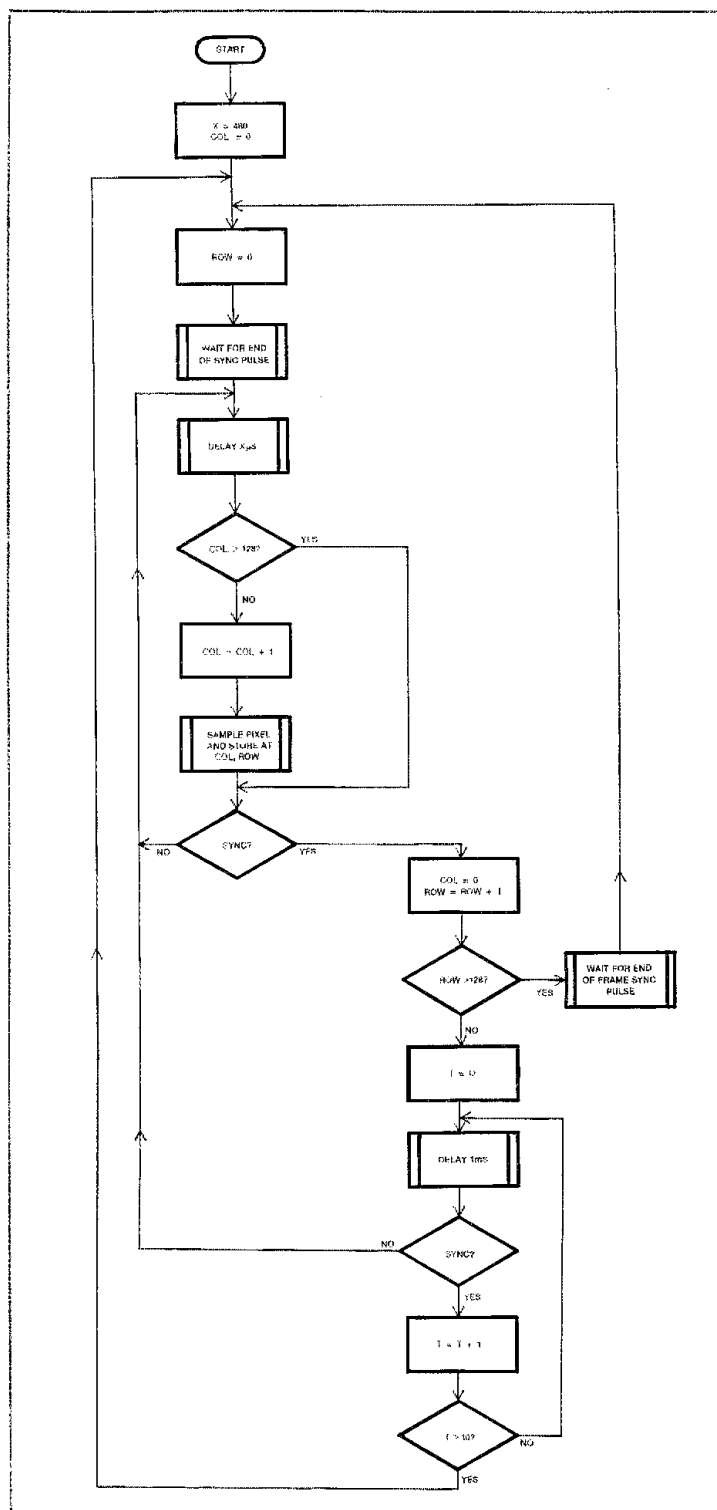 START
X = 480
COL = 0
ROW = 0
WAIT FOR END
OF SYNC PULSE
DELAY XµS
COL > 128?
YES
NO
COL = COL + 1
SAMPLE PIXEL
AND STORE AT
COL, ROW
SYNC?
NO
YES
COL = 0
ROW = ROW + 1
ROW >128?
YES
WAIT FOR END
OF FRAME SYNC
PULSE
NO
T = 0
DELAY 1mS
SYNC?
NO
YES
T = T + 1
T > 10?
NO
YES